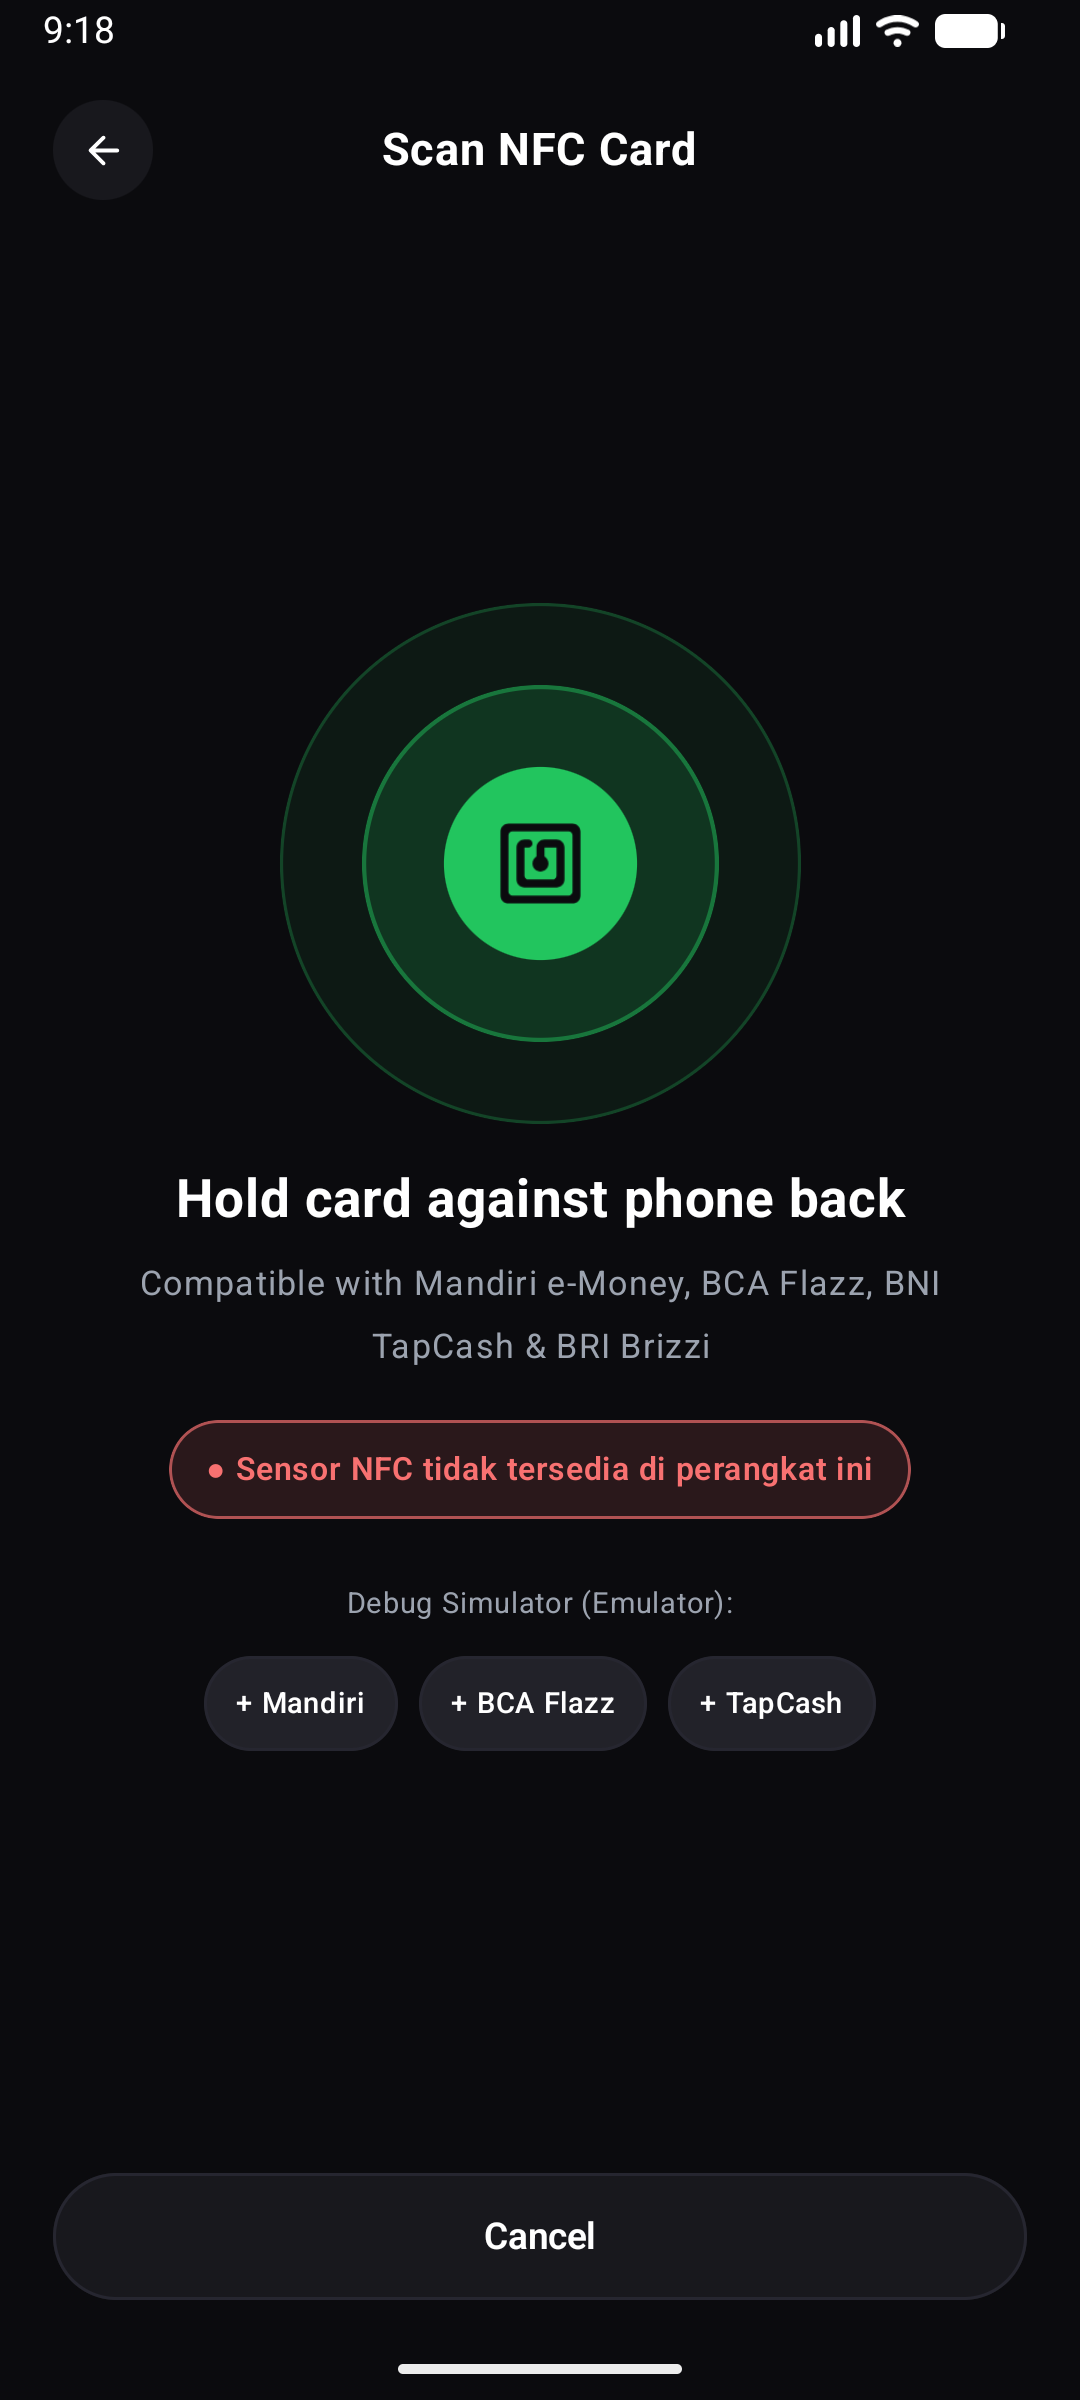 9:18
Scan NFC Card
Hold card against phone back
Compatible with Mandiri e-Money, BCA Flazz, BNI
TapCash & BRI Brizzi
● Sensor NFC tidak tersedia di perangkat ini
Debug Simulator (Emulator):
+ Mandiri
+ BCA Flazz
+ TapCash
Cancel